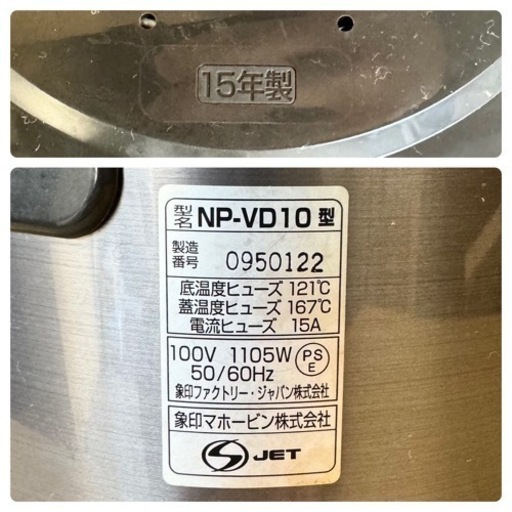 15年製
型名 NP-VD10 型
製造番号 0950122
底温度ヒューズ 121℃
蓋温度ヒューズ 167℃
電流ヒューズ 15A
100V 1105W
50/60Hz
PSE
象印ファクトリー・ジャパン株式会社
象印マホービン株式会社
S JET